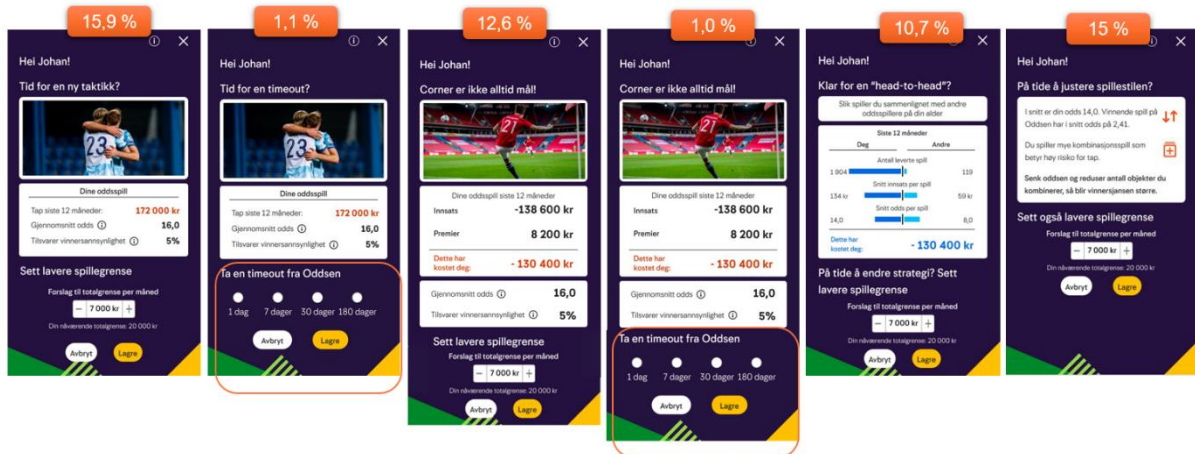 15,9 %
Hei Johan!
Tid for en ny taktikk?
23
Dine oddsspill
Tap siste 12 måneder: 172 000 kr
Gjennomsnitt odds 16,0
Tilsvarer vinnersannsynlighet 5%
Sett lavere spillegrense
Forslag til totalgrense per måned
– 7 000 kr +
Din nåværende totalgrense: 20 000 kr
Avbryt Lagre
1,1 %
Hei Johan!
Tid for en timeout?
23
Dine oddsspill
Tap siste 12 måneder: 172 000 kr
Gjennomsnitt odds 16,0
Tilsvarer vinnersannsynlighet 5%
Ta en timeout fra Oddsen
1 dag 7 dager 30 dager 180 dager
Avbryt Lagre
12,6 %
Hei Johan!
Corner er ikke alltid mål!
21
Dine oddsspill siste 12 måneder
Innsats -138 600 kr
Premier 8 200 kr
Dette har
kostet deg: - 130 400 kr
Gjennomsnitt odds 16,0
Tilsvarer vinnersannsynlighet 5%
Sett lavere spillegrense
Forslag til totalgrense per måned
– 7 000 kr +
Din nåværende totalgrense: 20 000 kr
Avbryt Lagre
1,0 %
Hei Johan!
Corner er ikke alltid mål!
21
Dine oddsspill siste 12 måneder
Innsats -138 600 kr
Premier 8 200 kr
Dette har
kostet deg: - 130 400 kr
Gjennomsnitt odds 16,0
Tilsvarer vinnersannsynlighet 5%
Ta en timeout fra Oddsen
1 dag 7 dager 30 dager 180 dager
Avbryt Lagre
10,7 %
Hei Johan!
Klar for en "head-to-head"?
Slik spiller du sammenlignet med andre
oddsspillere på din alder
Siste 12 måneder
Deg Andre
Antall leverte spill
1 904 119
Snitt innsats per spill
134 kr 59 kr
Snitt odds per spill
14,0 6,0
Dette har
kostet deg: - 130 400 kr
På tide å endre strategi? Sett
lavere spillegrense
Forslag til totalgrense per måned
– 7 000 kr +
Din nåværende totalgrense: 20 000 kr
Avbryt Lagre
15 %
Hei Johan!
På tide å justere spillestilen?
I snitt er din odds 14,0. Vinnende spill på
Oddsen har i snitt odds på 2,41.
Du spiller mye kombinasjonsspill som
betyr høy risiko for tap.
Senk oddsen og reduser antall objekter du
kombinerer, så blir vinnersjansen større.
Sett også lavere spillegrense
Forslag til totalgrense per måned
– 7 000 kr +
Din nåværende totalgrense: 20 000 kr
Avbryt Lagre